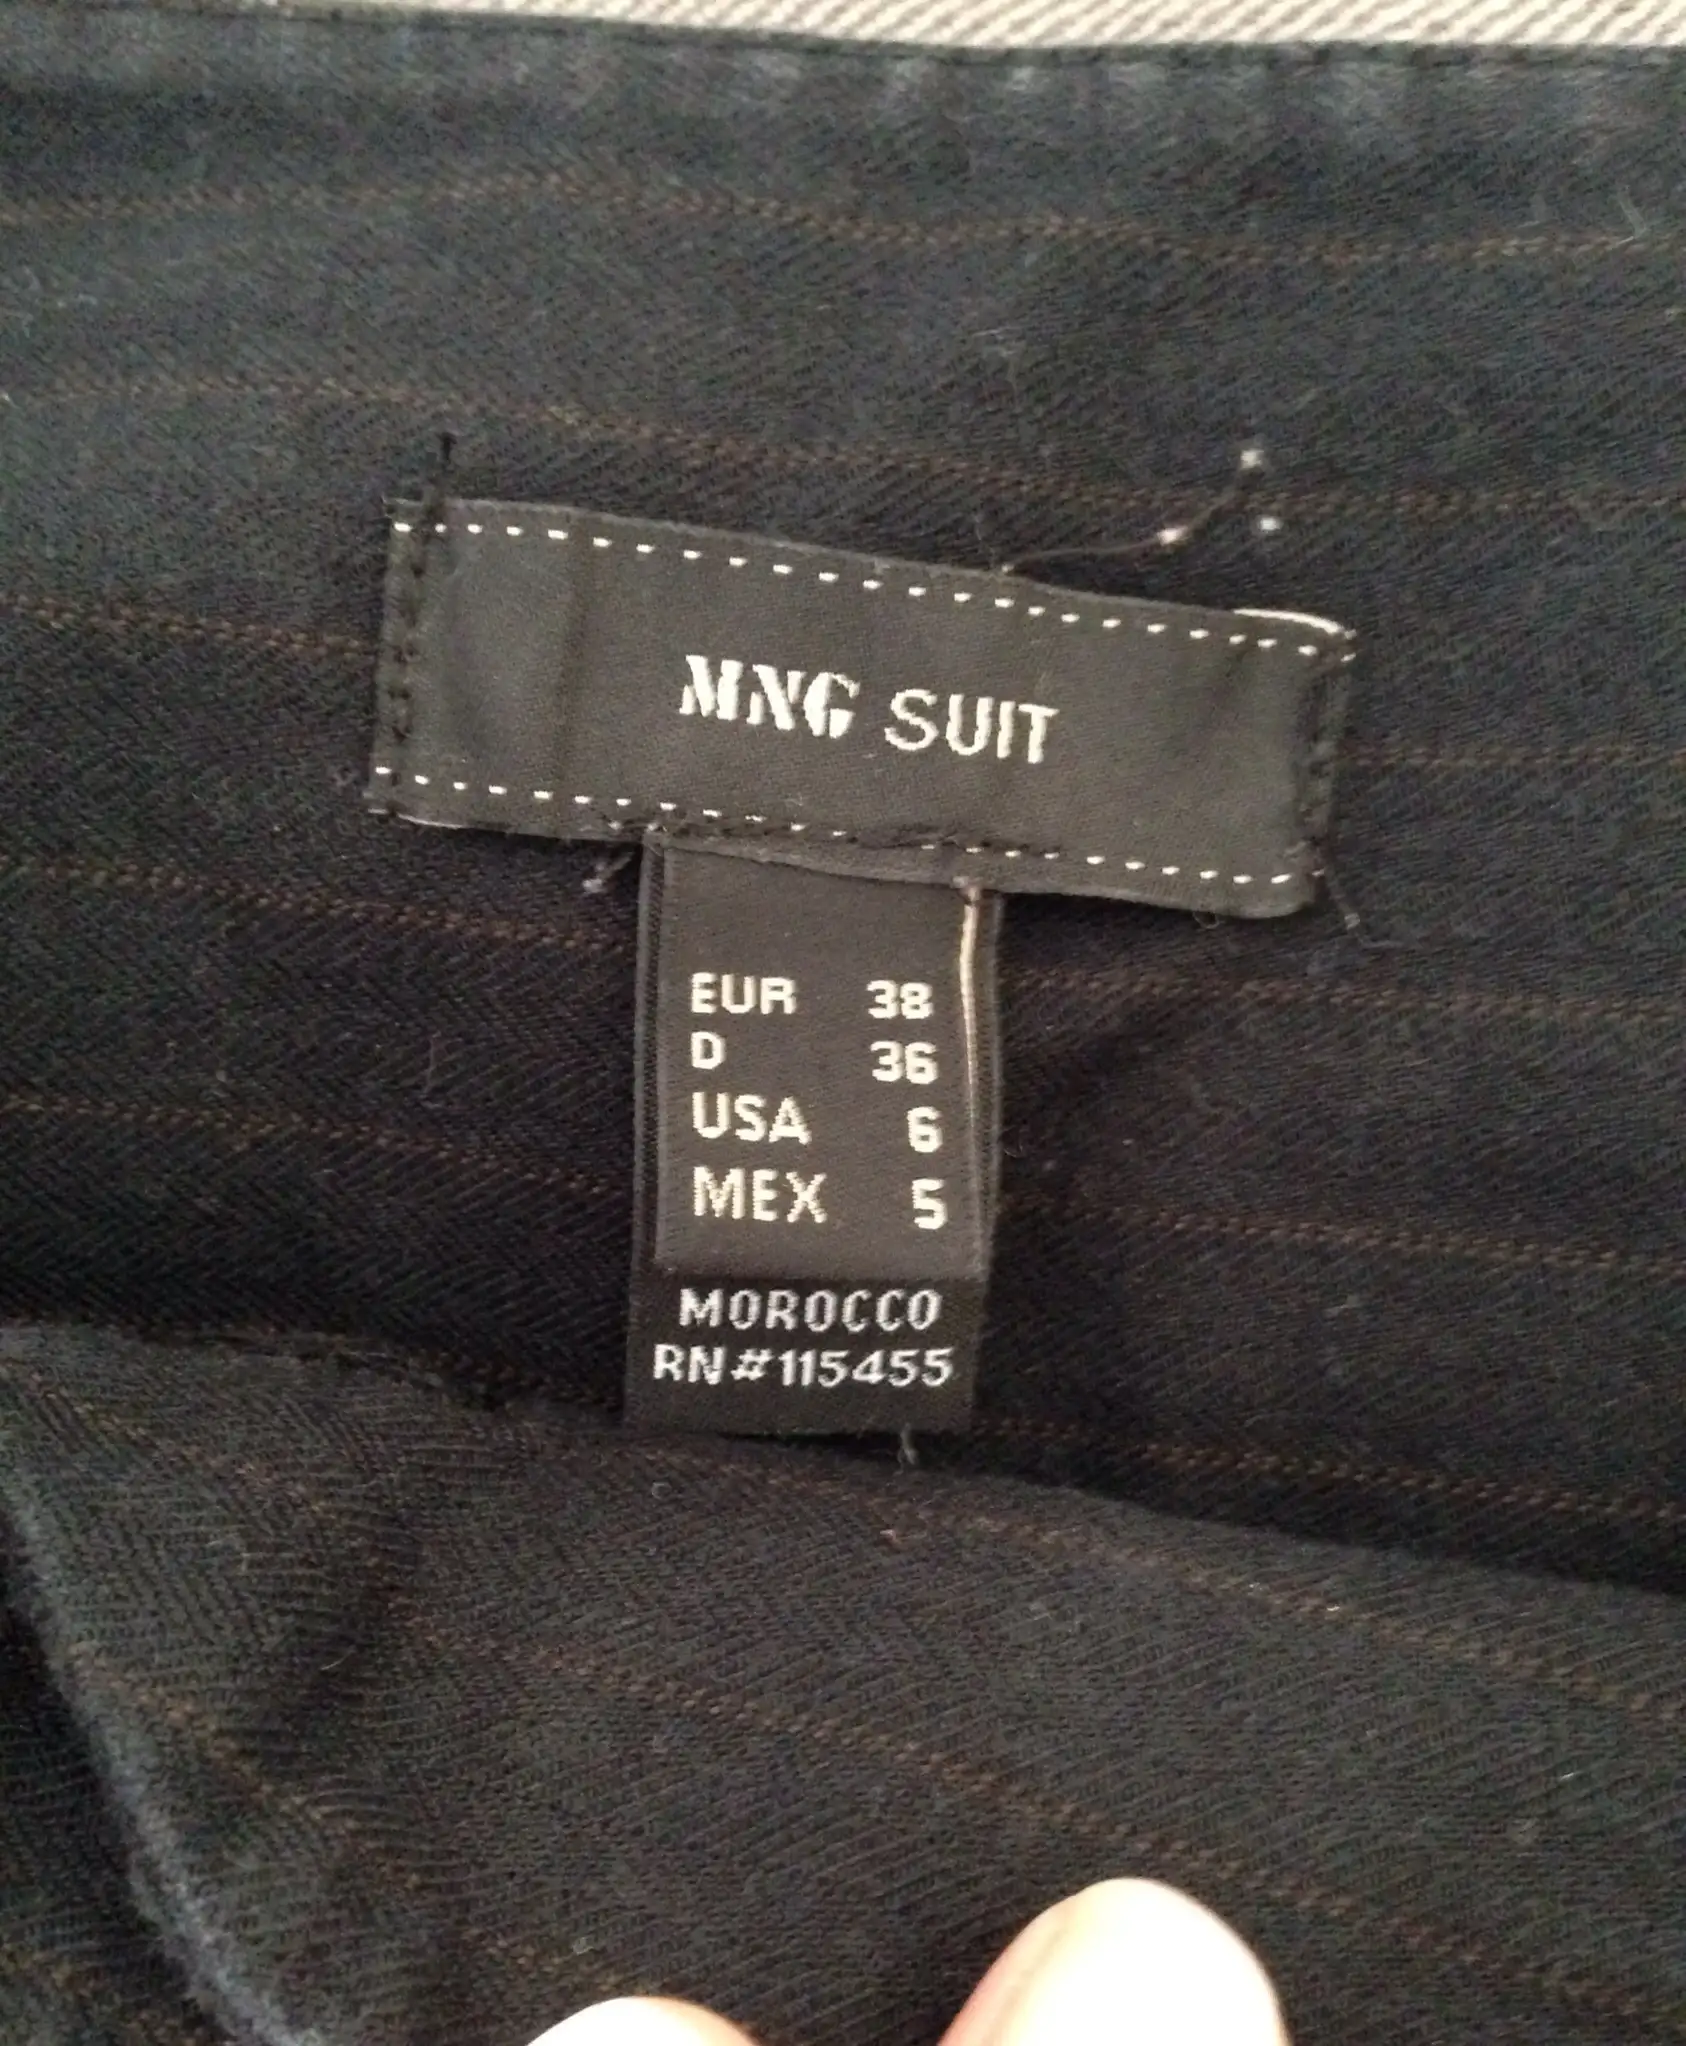 MNG SUIT
EUR 38
D 36
USA 6
MEX 5
MOROCCO
RN#115455